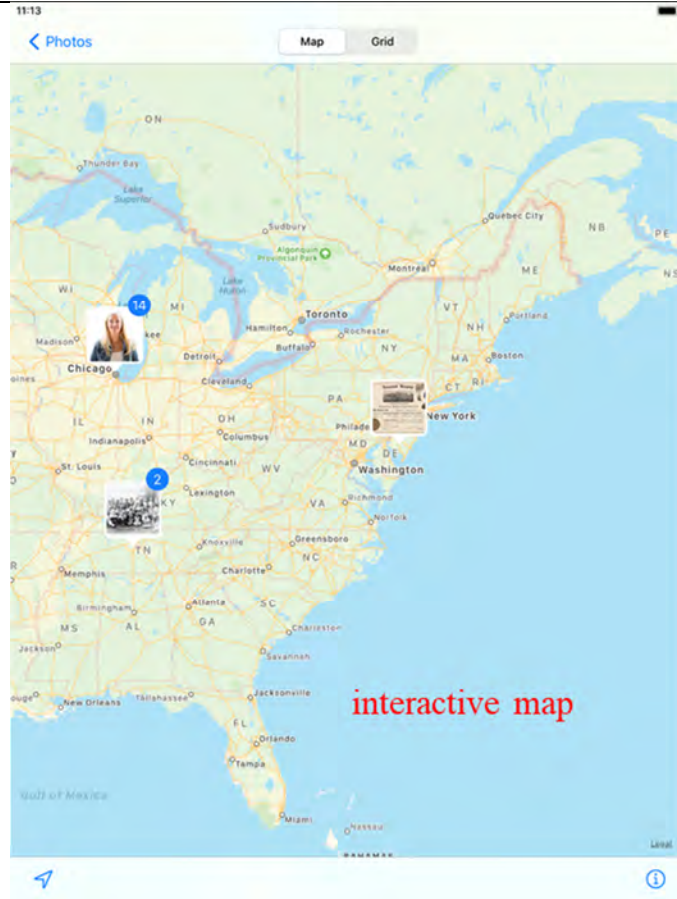 11:13
Photos
Map
Grid
ON
Thunder Bay
Lake
Superior
Sudbury
Quebec City
NB
PE
Algonquin
Provincial Park
Montreal
ME
NS
WI
MI
Lake
Huron
Toronto
VT
Portland
14
Hamilton
Rochester
NH
Madison
kee
Detroit
Buffalo
NY
MA
Boston
Chicago
oines
Cleveland
CT
RI
PA
New York
IL
IN
OH
Philade
Indianapolis
Columbus
MD
DE
St. Louis
Cincinnati
WV
Washington
2
KY
Lexington
VA
Richmond
Norfolk
TN
Knoxville
Greensboro
NC
Memphis
Charlotte
Birmingham
Atlanta
SC
MS
AL
GA
Charleston
Jackson
Savannah
ouge
New Orleans
Tallahassee
Jacksonville
interactive map
FL
Orlando
Tampa
Gulf of Mexico
Miami
Nassau
Legal
BAHAMAS